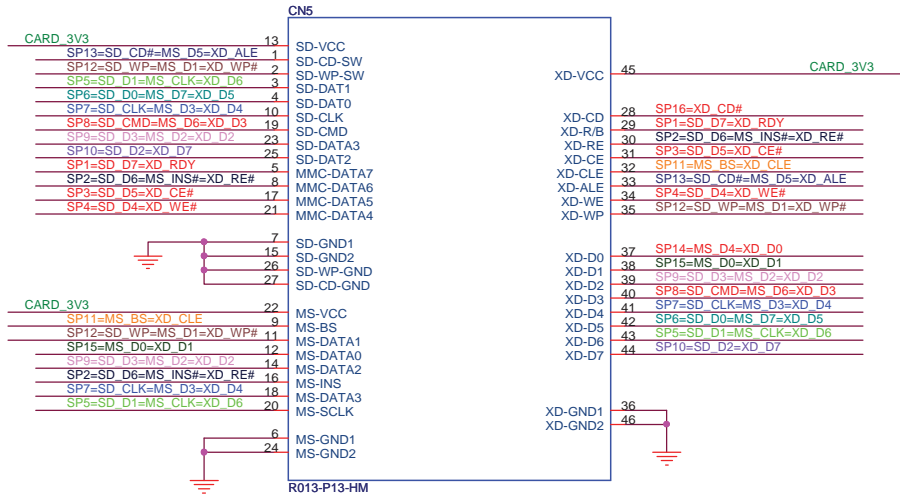 CN5
CARD_3V3 13 SD-VCC
SP13=SD_CD#=MS_D5=XD_ALE 1 SD-CD-SW
SP12=SD_WP=MS_D1=XD_WP# 2 SD-WP-SW
SP5=SD_D1=MS_CLK=XD_D6 3 SD-DAT1
SP6=SD_D0=MS_D7=XD_D5 4 SD-DAT0
SP7=SD_CLK=MS_D3=XD_D4 10 SD-CLK
SP8=SD_CMD=MS_D6=XD_D3 19 SD-CMD
SP9=SD_D3=MS_D2=XD_D2 23 SD-DATA3
SP10=SD_D2=XD_D7 25 SD-DAT2
SP1=SD_D7=XD_RDY 5 MMC-DATA7
SP2=SD_D6=MS_INS#=XD_RE# 8 MMC-DATA6
SP3=SD_D5=XD_CE# 17 MMC-DATA5
SP4=SD_D4=XD_WE# 21 MMC-DATA4
7 SD-GND1
15 SD-GND2
26 SD-WP-GND
27 SD-CD-GND
CARD_3V3 22 MS-VCC
SP11=MS_BS=XD_CLE 9 MS-BS
SP12=SD_WP=MS_D1=XD_WP# 11 MS-DATA1
SP15=MS_D0=XD_D1 12 MS-DATA0
SP9=SD_D3=MS_D2=XD_D2 14 MS-DATA2
SP2=SD_D6=MS_INS#=XD_RE# 16 MS-INS
SP7=SD_CLK=MS_D3=XD_D4 18 MS-DATA3
SP5=SD_D1=MS_CLK=XD_D6 20 MS-SCLK
6 MS-GND1
24 MS-GND2
XD-VCC 45 CARD_3V3
XD-CD 28 SP16=XD_CD#
XD-R/B 29 SP1=SD_D7=XD_RDY
XD-RE 30 SP2=SD_D6=MS_INS#=XD_RE#
XD-CE 31 SP3=SD_D5=XD_CE#
XD-CLE 32 SP11=MS_BS=XD_CLE
XD-ALE 33 SP13=SD_CD#=MS_D5=XD_ALE
XD-WE 34 SP4=SD_D4=XD_WE#
XD-WP 35 SP12=SD_WP=MS_D1=XD_WP#
XD-D0 37 SP14=MS_D4=XD_D0
XD-D1 38 SP15=MS_D0=XD_D1
XD-D2 39 SP9=SD_D3=MS_D2=XD_D2
XD-D3 40 SP8=SD_CMD=MS_D6=XD_D3
XD-D4 41 SP7=SD_CLK=MS_D3=XD_D4
XD-D5 42 SP6=SD_D0=MS_D7=XD_D5
XD-D6 43 SP5=SD_D1=MS_CLK=XD_D6
XD-D7 44 SP10=SD_D2=XD_D7
XD-GND1 36
XD-GND2 46
R013-P13-HM